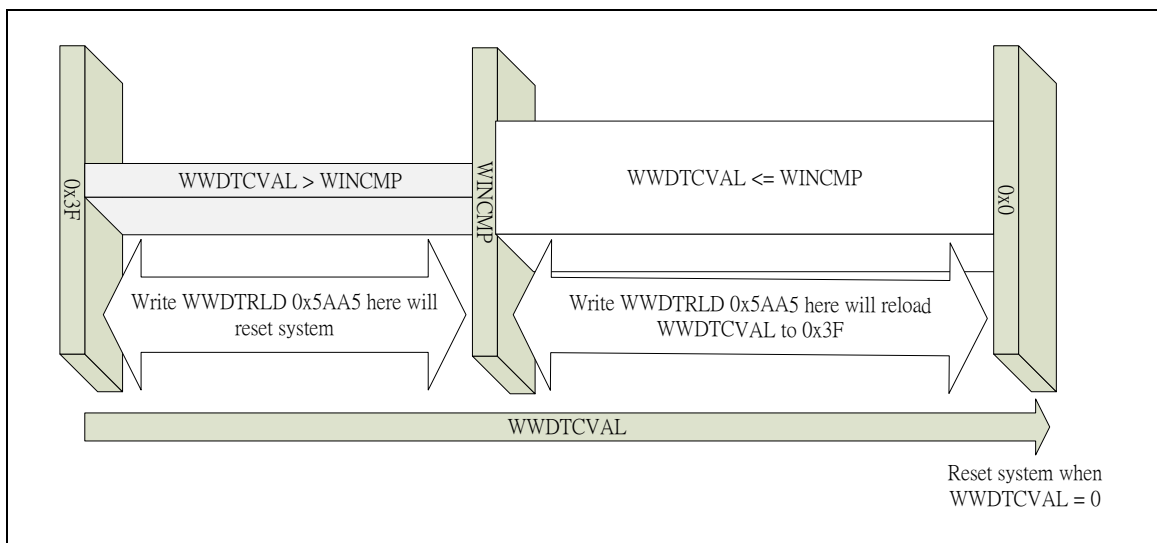 0x3F
WWDTCVAL > WINCMP
WINCMP
WWDTCVAL <= WINCMP
0x0
Write WWDTRLD 0x5AA5 here will
reset system
Write WWDTRLD 0x5AA5 here will reload
WWDTCVAL to 0x3F
WWDTCVAL
Reset system when
WWDTCVAL = 0